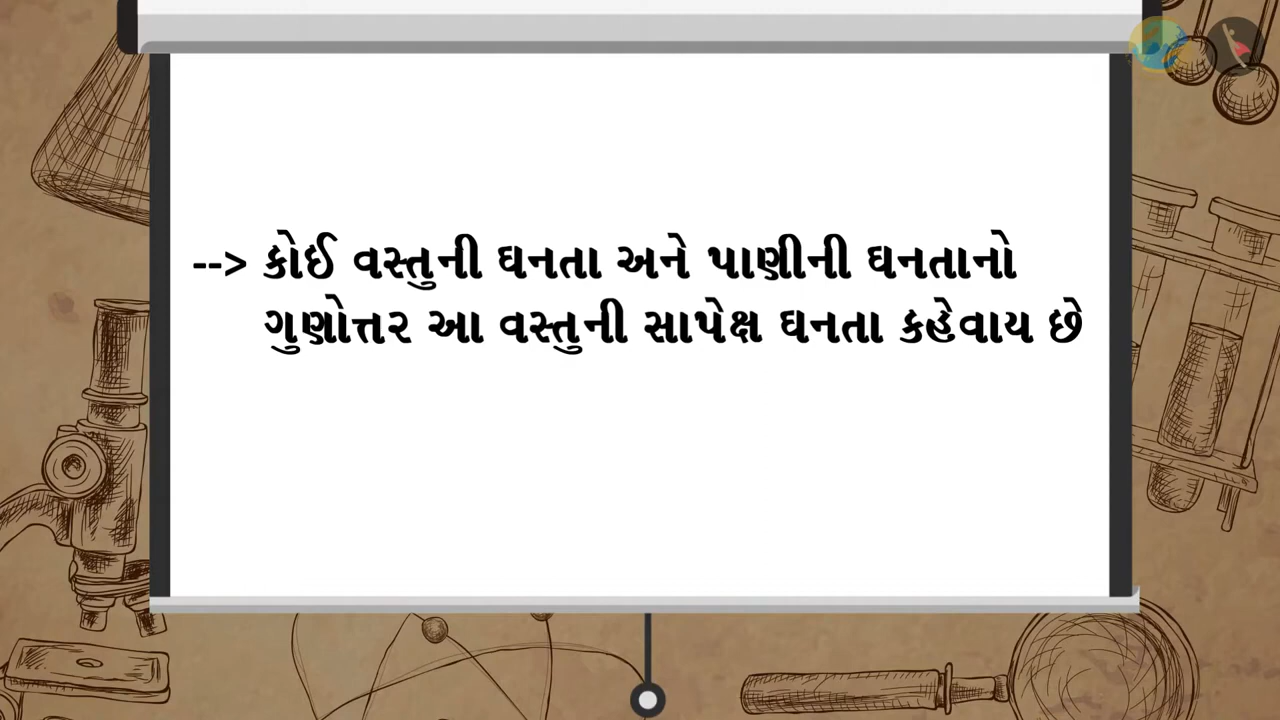 --> કોઈ વસ્તુની ઘનતા અને પાણીની ઘનતાનો
ગુણોત્તર આ વસ્તુની સાપેક્ષ ઘનતા કહેવાય છે